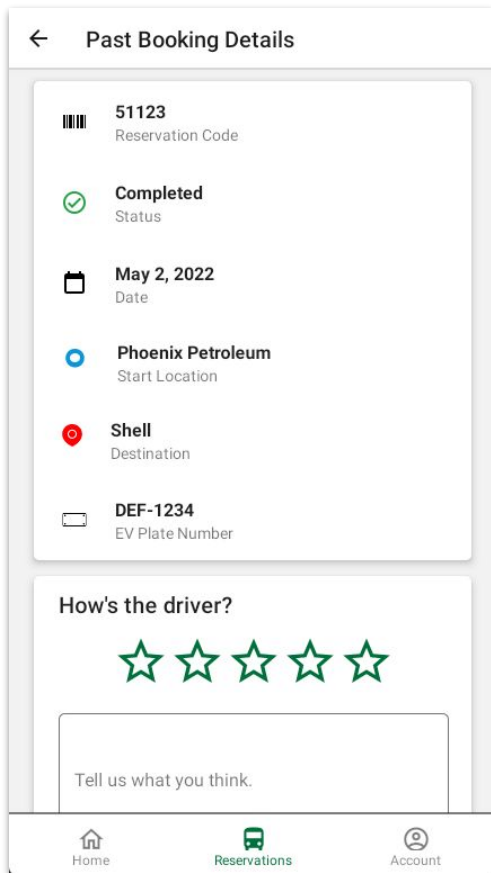 Past Booking Details
51123
Reservation Code
Completed
Status
May 2, 2022
Date
Phoenix Petroleum
Start Location
Shell
Destination
DEF-1234
EV Plate Number
How's the driver?
Tell us what you think.
Home
Reservations
Account